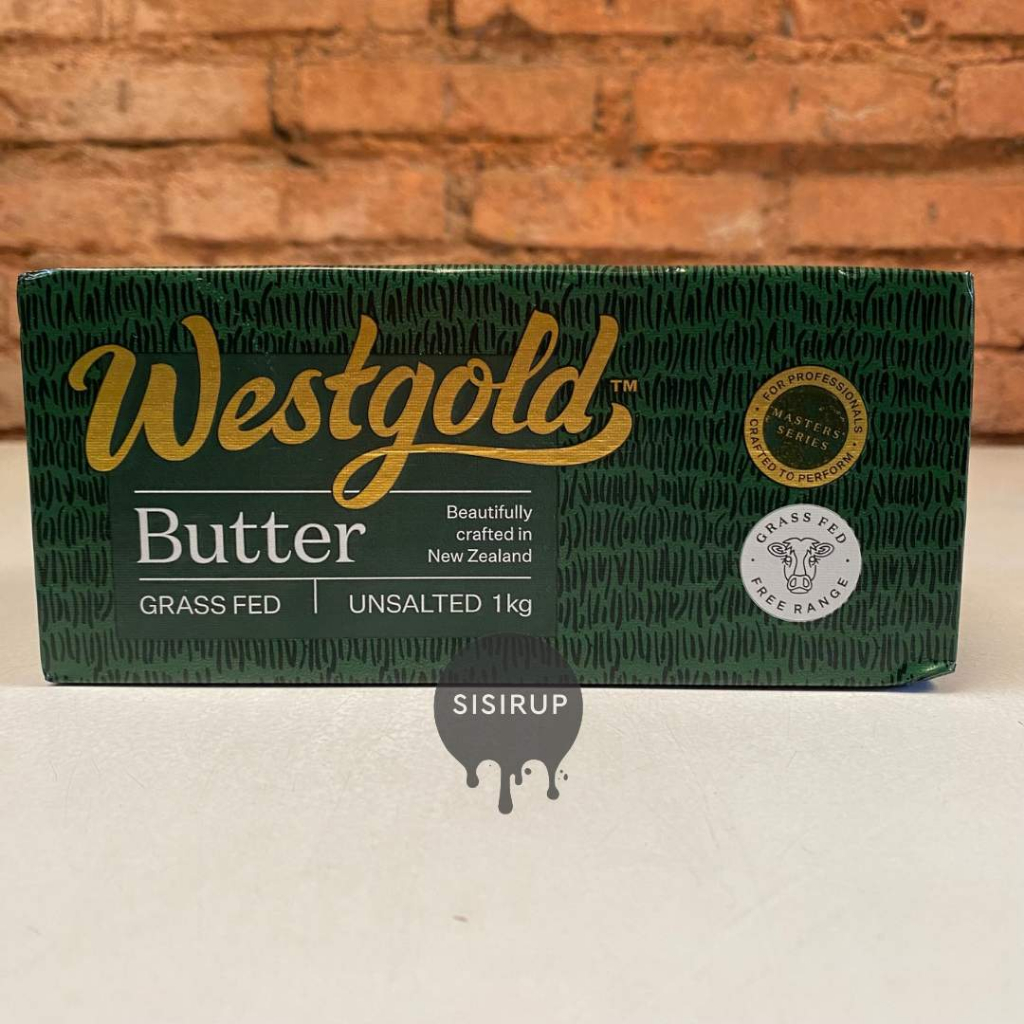 Westgold™
Butter
Beautifully
crafted in
New Zealand
GRASS FED
UNSALTED 1kg
FOR PROFESSIONALS
MASTERS
SERIES
CRAFTED TO PERFORM
GRASS FED
FREE RANGE
SISIRUP